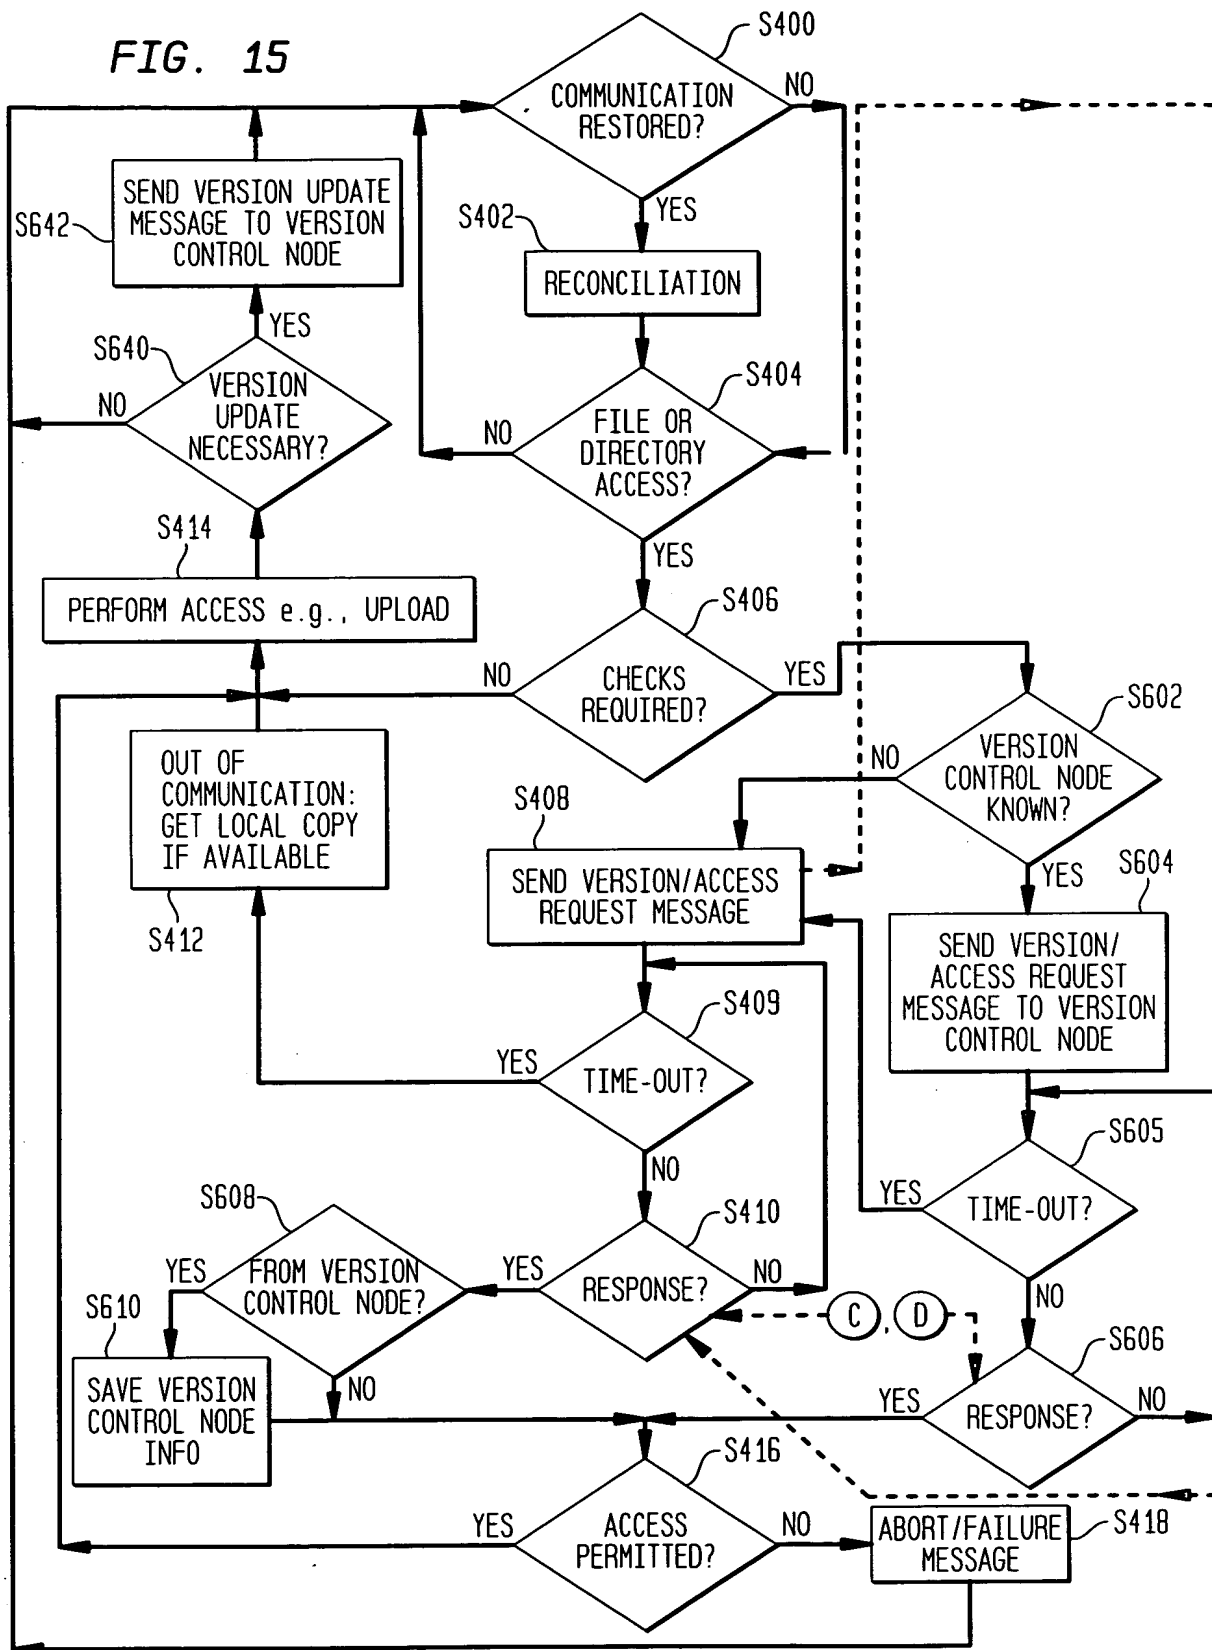 FIG. 15
S400
COMMUNICATION
RESTORED?
NO
YES
S402
RECONCILIATION
S404
FILE OR
DIRECTORY
ACCESS?
NO
YES
S406
CHECKS
REQUIRED?
NO
YES
S642
SEND VERSION UPDATE
MESSAGE TO VERSION
CONTROL NODE
YES
S640
VERSION
UPDATE
NECESSARY?
NO
S414
PERFORM ACCESS e.g., UPLOAD
OUT OF
COMMUNICATION:
GET LOCAL COPY
IF AVAILABLE
S412
S602
VERSION
CONTROL NODE
KNOWN?
NO
YES
S408
SEND VERSION/ACCESS
REQUEST MESSAGE
S604
SEND VERSION/
ACCESS REQUEST
MESSAGE TO VERSION
CONTROL NODE
S409
TIME-OUT?
YES
NO
S605
TIME-OUT?
YES
NO
S608
FROM VERSION
CONTROL NODE?
YES
NO
S410
RESPONSE?
YES
NO
C , D
S606
RESPONSE?
YES
NO
S610
SAVE VERSION
CONTROL NODE
INFO
S416
ACCESS
PERMITTED?
YES
NO
ABORT/FAILURE
MESSAGE
S418